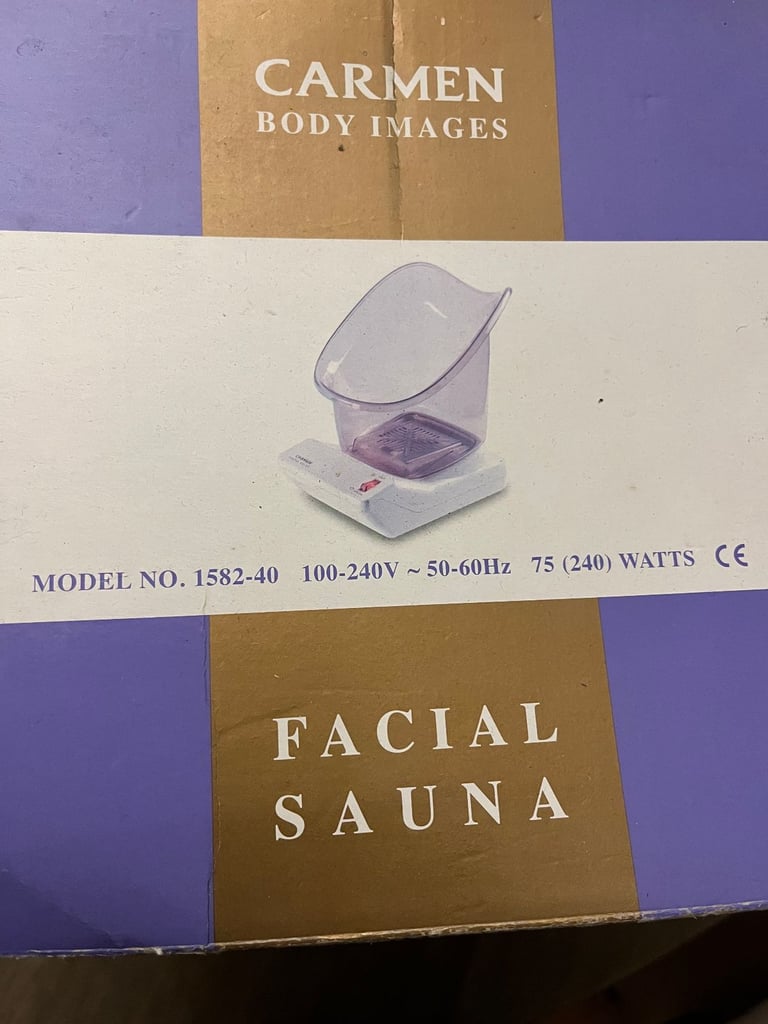 CARMEN
BODY IMAGES
MODEL NO. 1582-40 100-240V ~ 50-60Hz 75 (240) WATTS CE
FACIAL
SAUNA